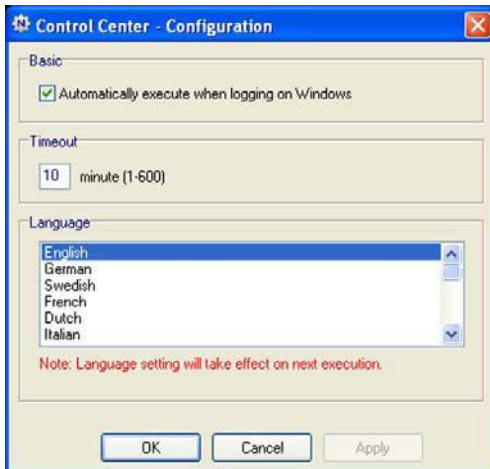 Control Center - Configuration
Basic
Automatically execute when logging on Windows
Timeout
10 minute (1-600)
Language
English
German
Swedish
French
Dutch
Italian
Note: Language setting will take effect on next execution.
OK Cancel Apply